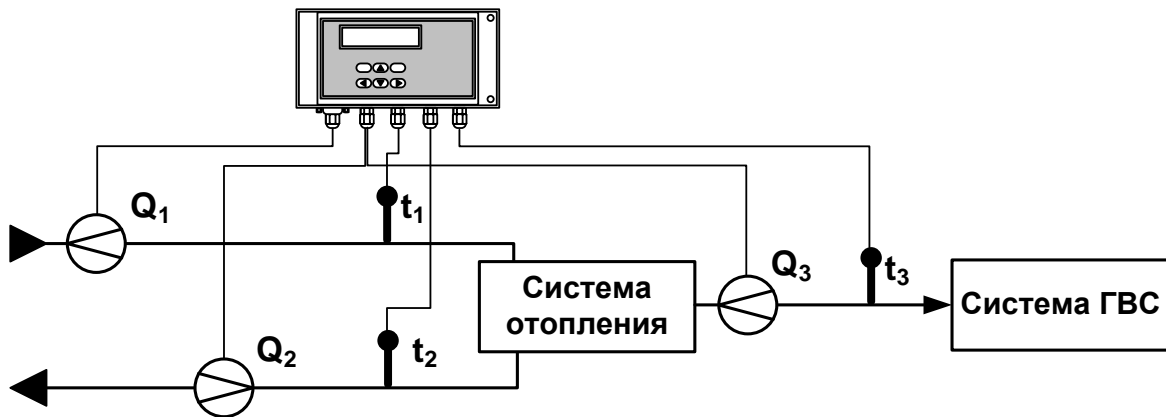 Q₁
t₁
Q₃
t₃
Система
отопления
Система ГВС
Q₂
t₂